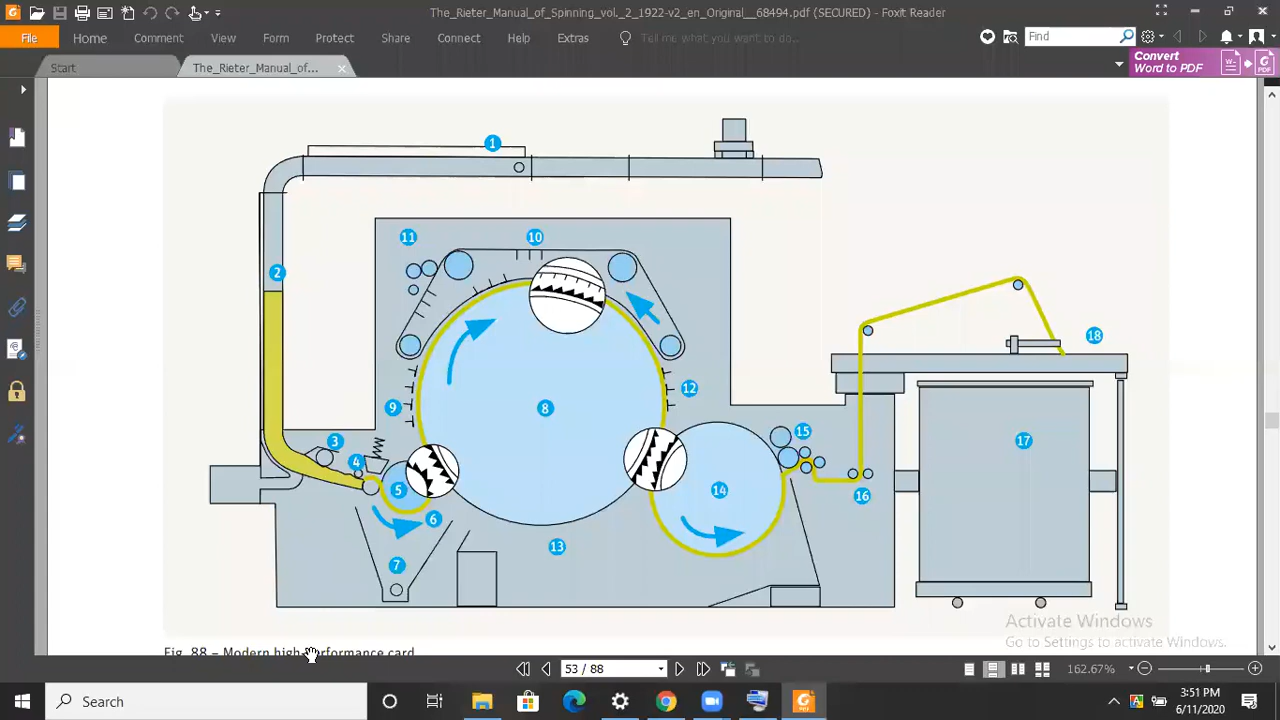 The_Rieter_Manual_of_Spinning_vol._2_1922-v2_en_Original__68494.pdf (SECURED) - Foxit Reader
File Home Comment View Form Protect Share Connect Help Extras Tell me what you want to do... Find
Start The_Rieter_Manual_of... Convert
Word to PDF
1
11 10
2
18
12
9 8
3 15 17
4
5 14 16
6
13
7
Activate Windows
Go to Settings to activate Windows.
Fig. 88 – Modern high-performance card
53 / 88 162.67%
Search 3:51 PM
6/11/2020